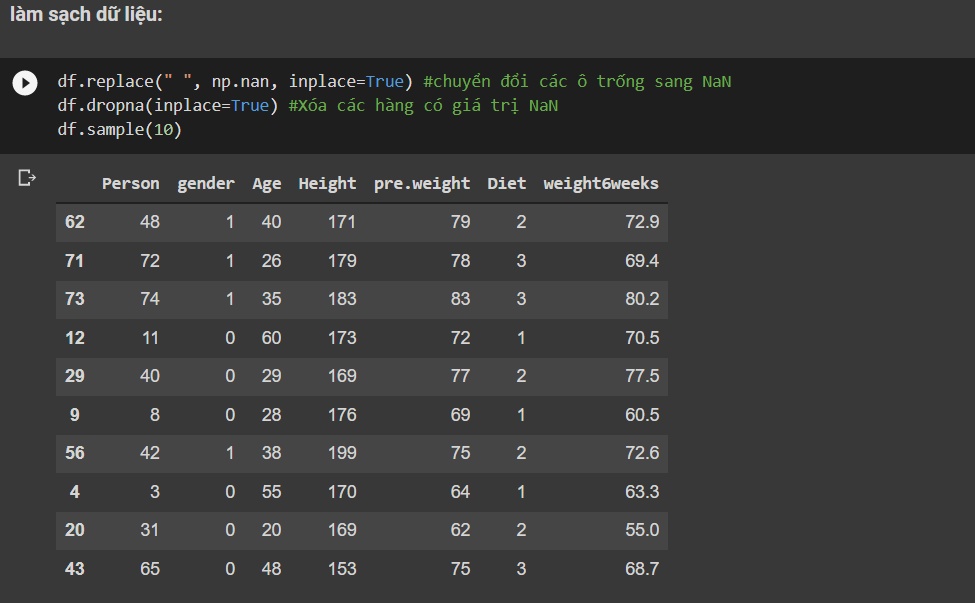 làm sạch dữ liệu:
df.replace(" ", np.nan, inplace=True) #chuyển đổi các ô trống sang NaN
df.dropna(inplace=True) #Xóa các hàng có giá trị NaN
df.sample(10)
Person gender Age Height pre.weight Diet weight6weeks
62 48 1 40 171 79 2 72.9
71 72 1 26 179 78 3 69.4
73 74 1 35 183 83 3 80.2
12 11 0 60 173 72 1 70.5
29 40 0 29 169 77 2 77.5
9 8 0 28 176 69 1 60.5
56 42 1 38 199 75 2 72.6
4 3 0 55 170 64 1 63.3
20 31 0 20 169 62 2 55.0
43 65 0 48 153 75 3 68.7